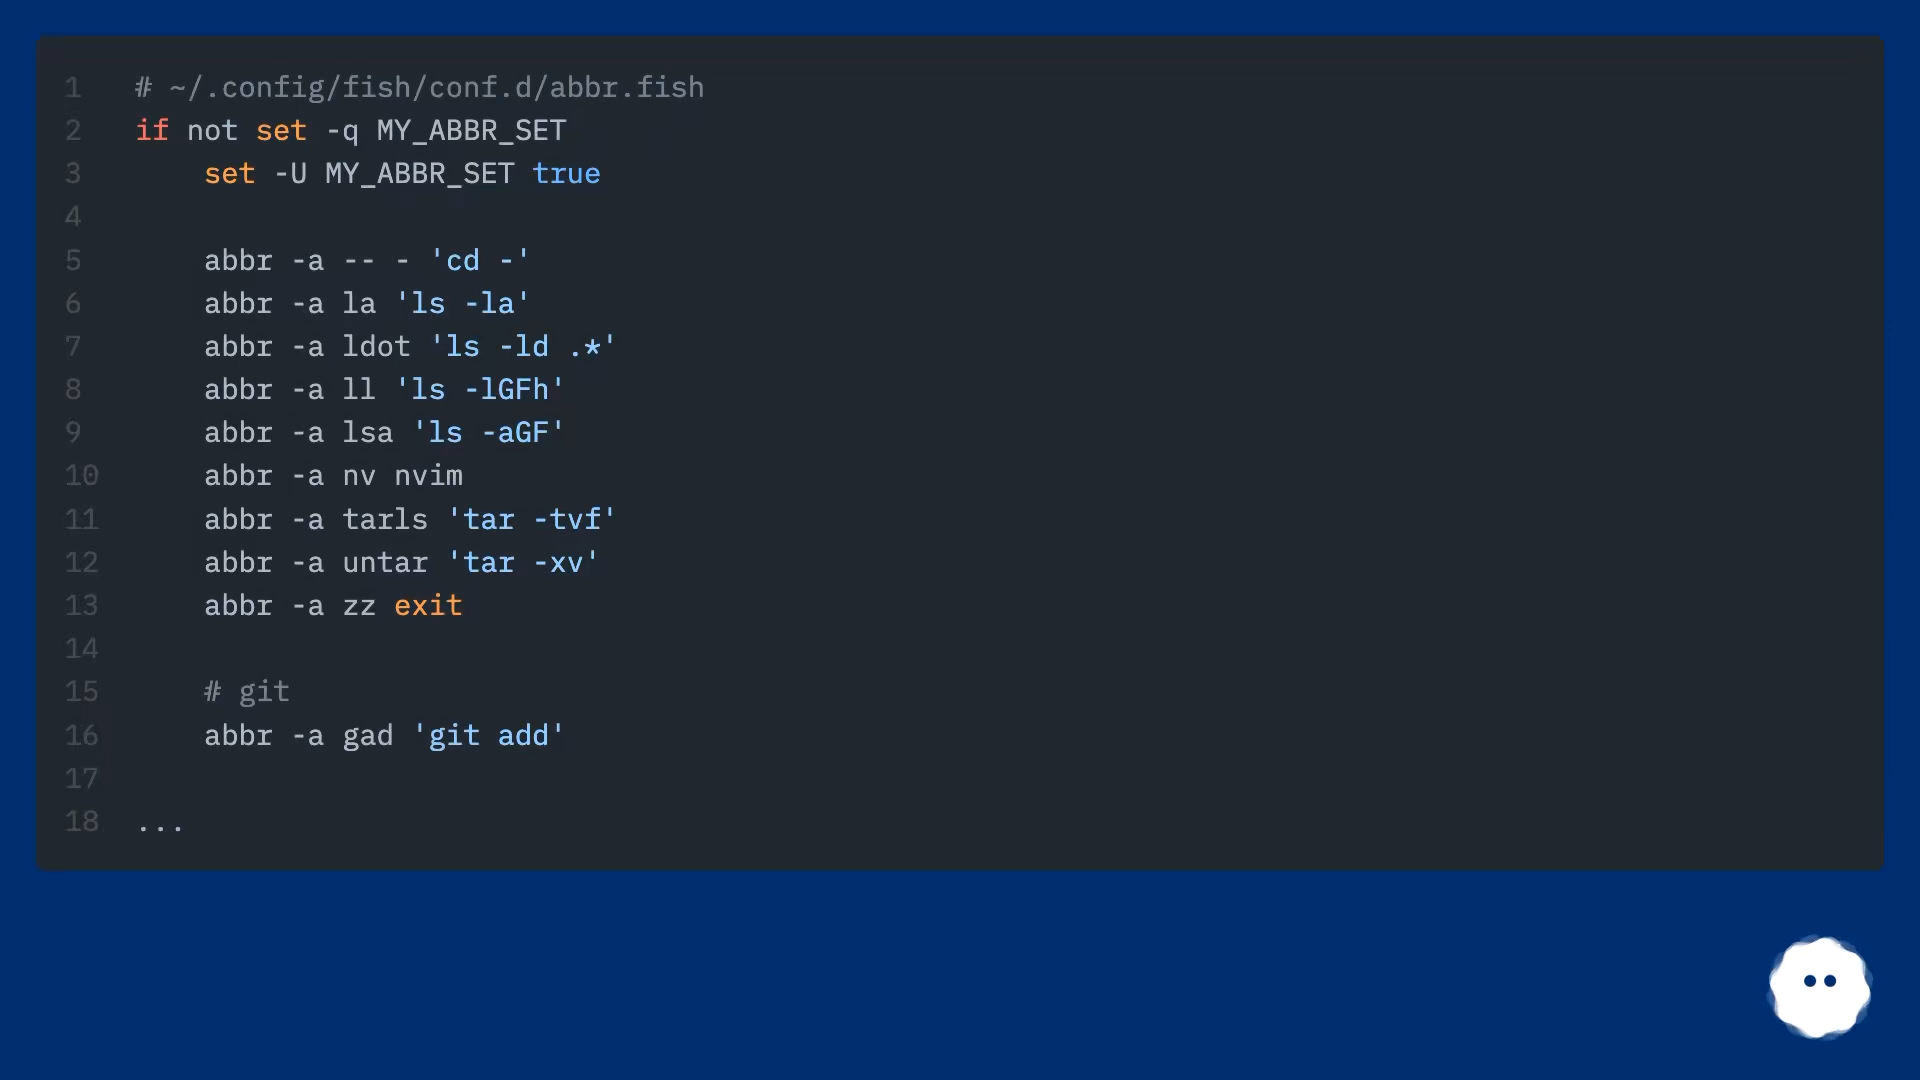 1 # ~/.config/fish/conf.d/abbr.fish
2 if not set -q MY_ABBR_SET
3 set -U MY_ABBR_SET true
4
5 abbr -a -- - 'cd -'
6 abbr -a la 'ls -la'
7 abbr -a ldot 'ls -ld .*'
8 abbr -a ll 'ls -lGFh'
9 abbr -a lsa 'ls -aGF'
10 abbr -a nv nvim
11 abbr -a tarls 'tar -tvf'
12 abbr -a untar 'tar -xv'
13 abbr -a zz exit
14
15 # git
16 abbr -a gad 'git add'
17
18 ...